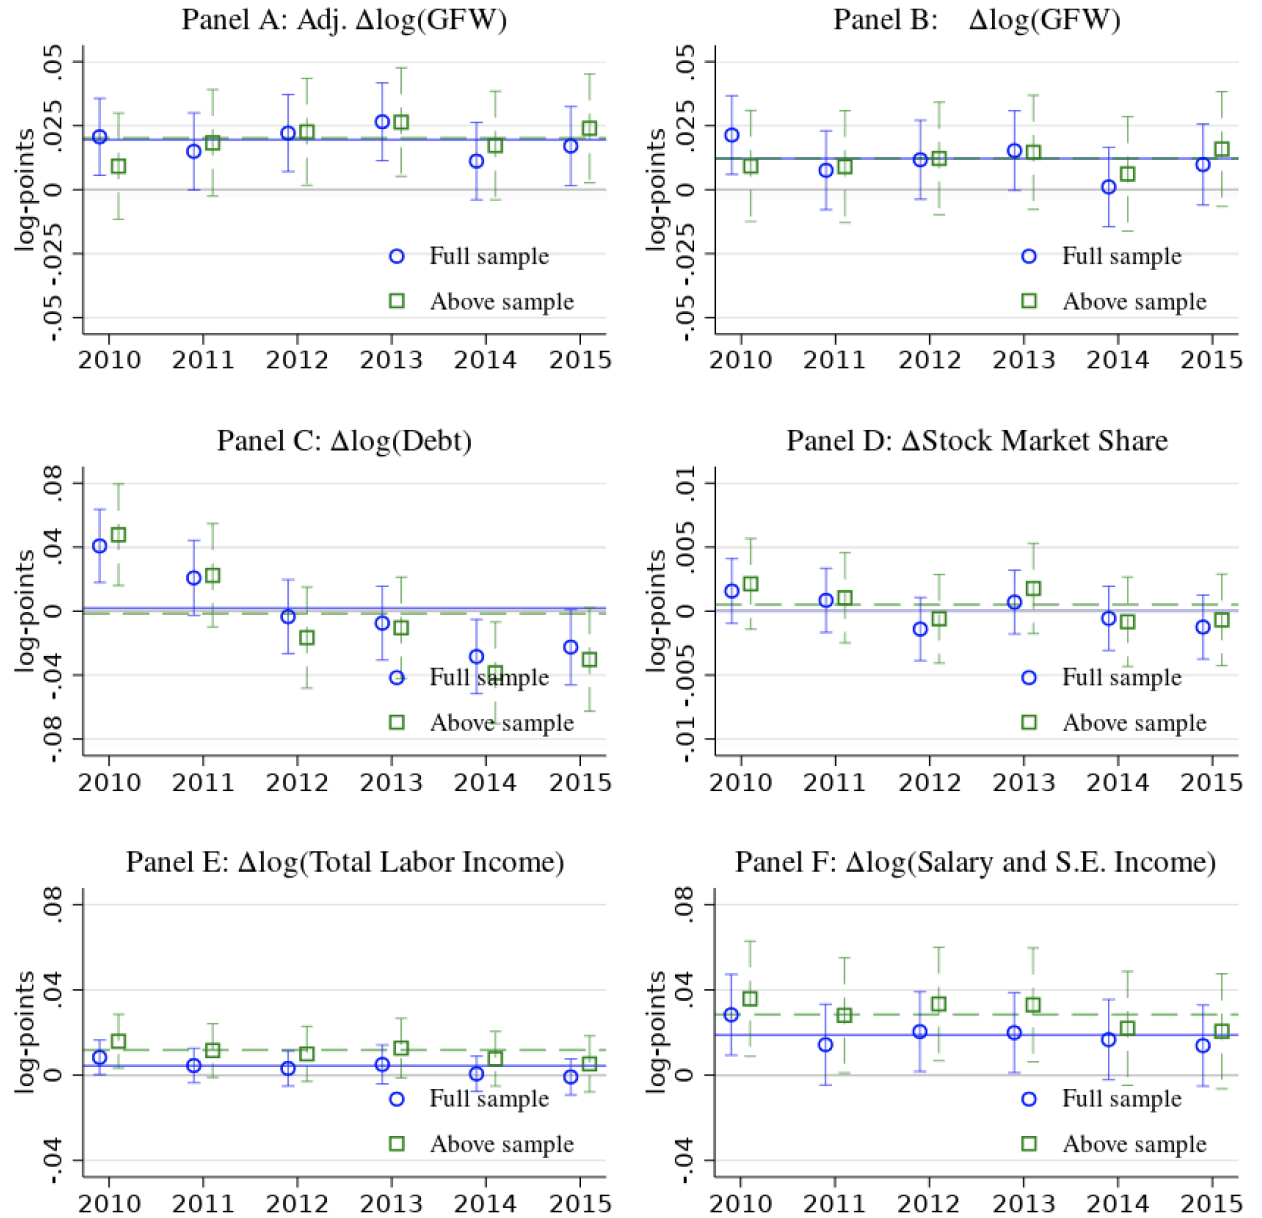 Panel A: Adj. Δlog(GFW)
.05
.025
0
-.025
-.05
log-points
Full sample
Above sample
2010 2011 2012 2013 2014 2015
Panel B: Δlog(GFW)
.05
.025
0
-.025
-.05
log-points
Full sample
Above sample
2010 2011 2012 2013 2014 2015
Panel C: Δlog(Debt)
.08
.04
0
-.04
-.08
log-points
Full sample
Above sample
2010 2011 2012 2013 2014 2015
Panel D: ΔStock Market Share
.01
.005
0
-.005
-.01
log-points
Full sample
Above sample
2010 2011 2012 2013 2014 2015
Panel E: Δlog(Total Labor Income)
.08
.04
0
-.04
log-points
Full sample
Above sample
2010 2011 2012 2013 2014 2015
Panel F: Δlog(Salary and S.E. Income)
.08
.04
0
-.04
log-points
Full sample
Above sample
2010 2011 2012 2013 2014 2015